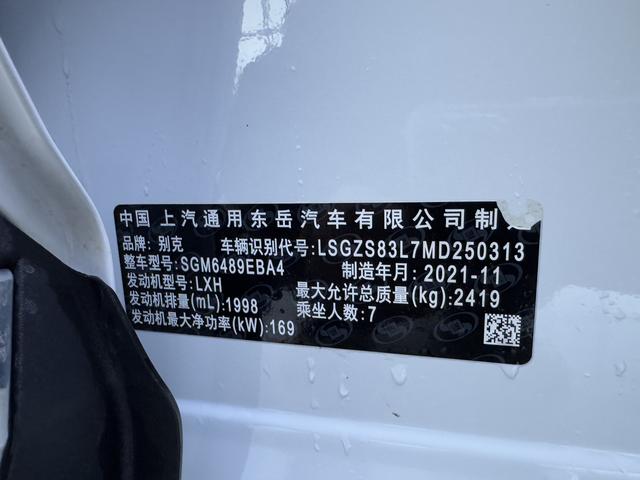 中国 上汽通用东岳汽车有限公司制造
品牌：别克 车辆识别代号：LSGZS83L7MD250313
整车型号：SGM6489EBA4 制造年月：2021-11
发动机型号：LXH 最大允许总质量(kg)：2419
发动机排量(mL)：1998 乘坐人数：7
发动机最大净功率(kW)：169